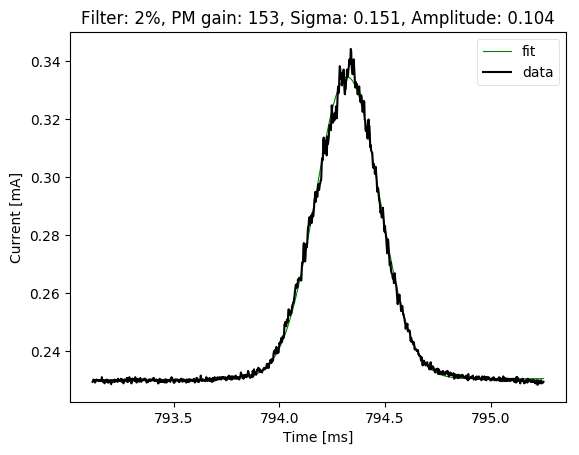 Filter: 2%, PM gain: 153, Sigma: 0.151, Amplitude: 0.104
fit
data
0.34
0.32
0.30
0.28
0.26
0.24
Current [mA]
793.5
794.0
794.5
795.0
Time [ms]